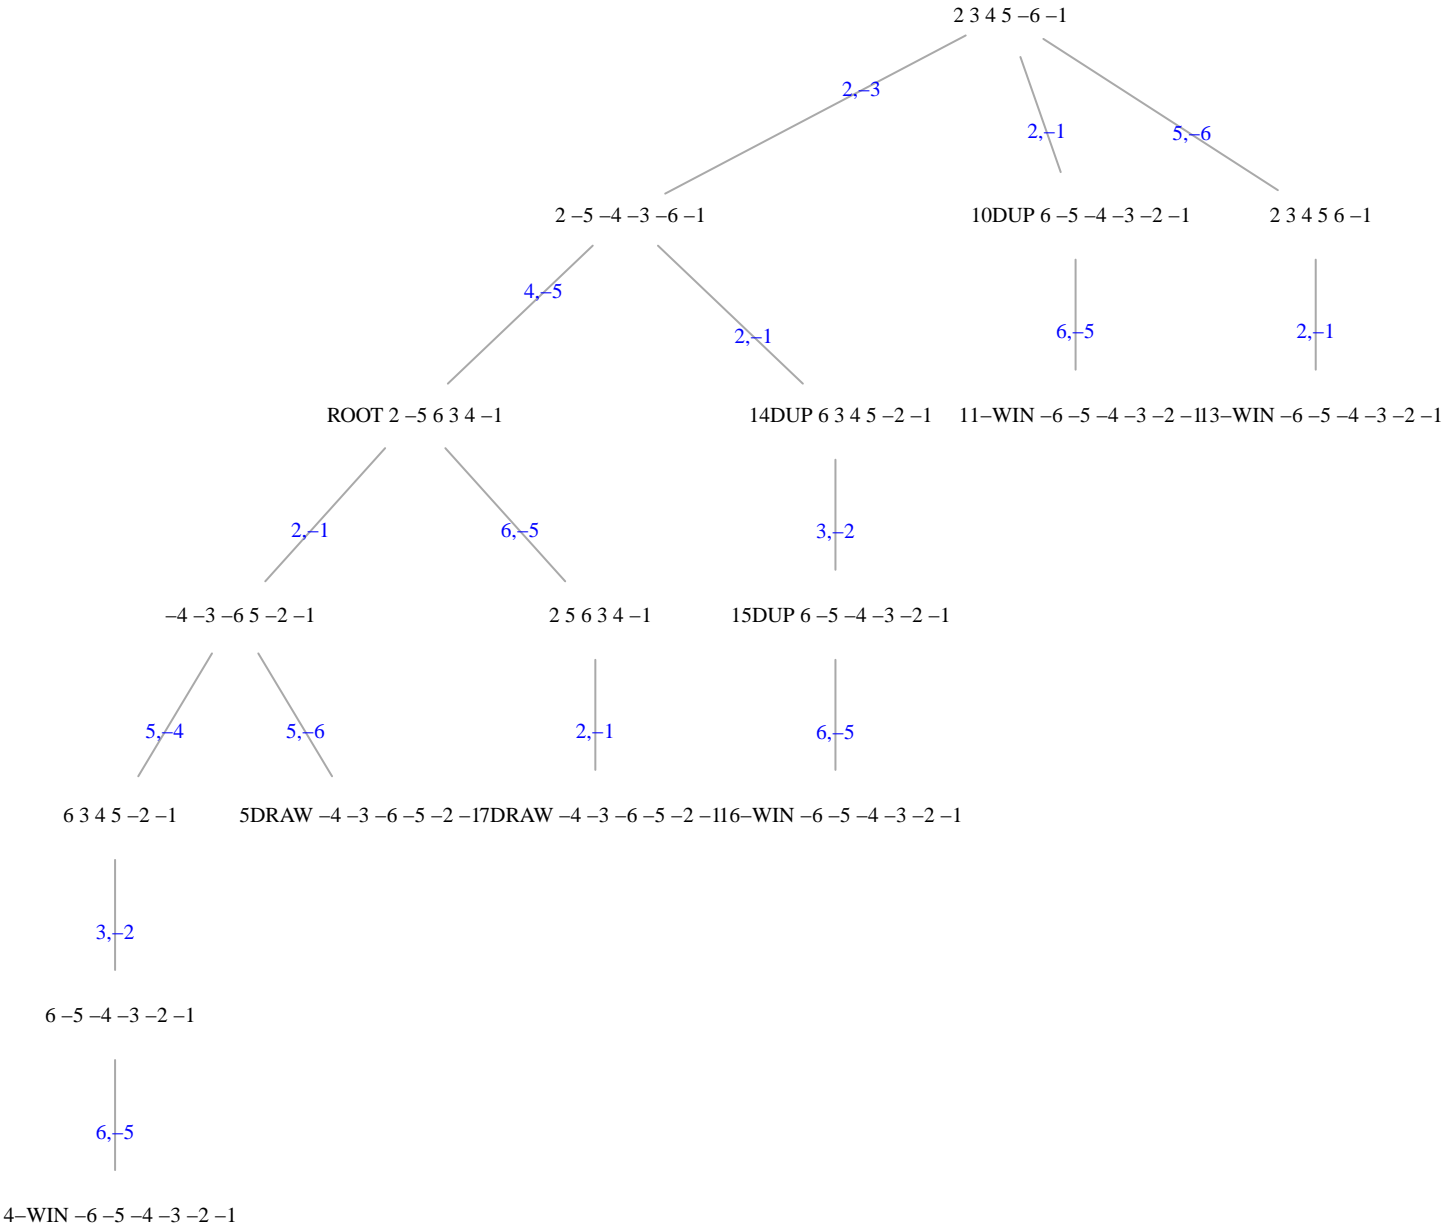 2 3 4 5 –6 –1
2,–3
2,–1
5,–6
2 –5 –4 –3 –6 –1
10DUP 6 –5 –4 –3 –2 –1
2 3 4 5 6 –1
4,–5
2,–1
6,–5
2,–1
ROOT 2 –5 6 3 4 –1
14DUP 6 3 4 5 –2 –1
11–WIN –6 –5 –4 –3 –2 –1
13–WIN –6 –5 –4 –3 –2 –1
2,–1
6,–5
3,–2
–4 –3 –6 5 –2 –1
2 5 6 3 4 –1
15DUP 6 –5 –4 –3 –2 –1
5,–4
5,–6
2,–1
6,–5
6 3 4 5 –2 –1
5DRAW –4 –3 –6 –5 –2 –1
7DRAW –4 –3 –6 –5 –2 –1
16–WIN –6 –5 –4 –3 –2 –1
3,–2
6 –5 –4 –3 –2 –1
6,–5
4–WIN –6 –5 –4 –3 –2 –1